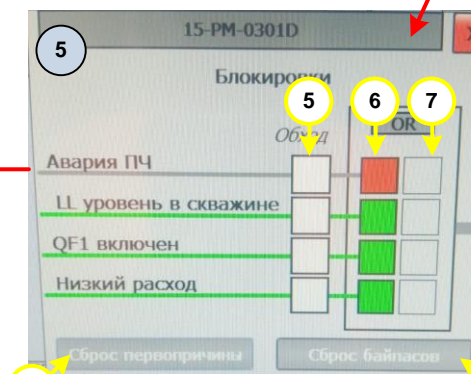 15-PM-0301D
5
Блокировки
5 6 7
Обход
OR
Авария ПЧ
LL уровень в скважине
QF1 включен
Низкий расход
Сброс первопричины
Сброс байпасов